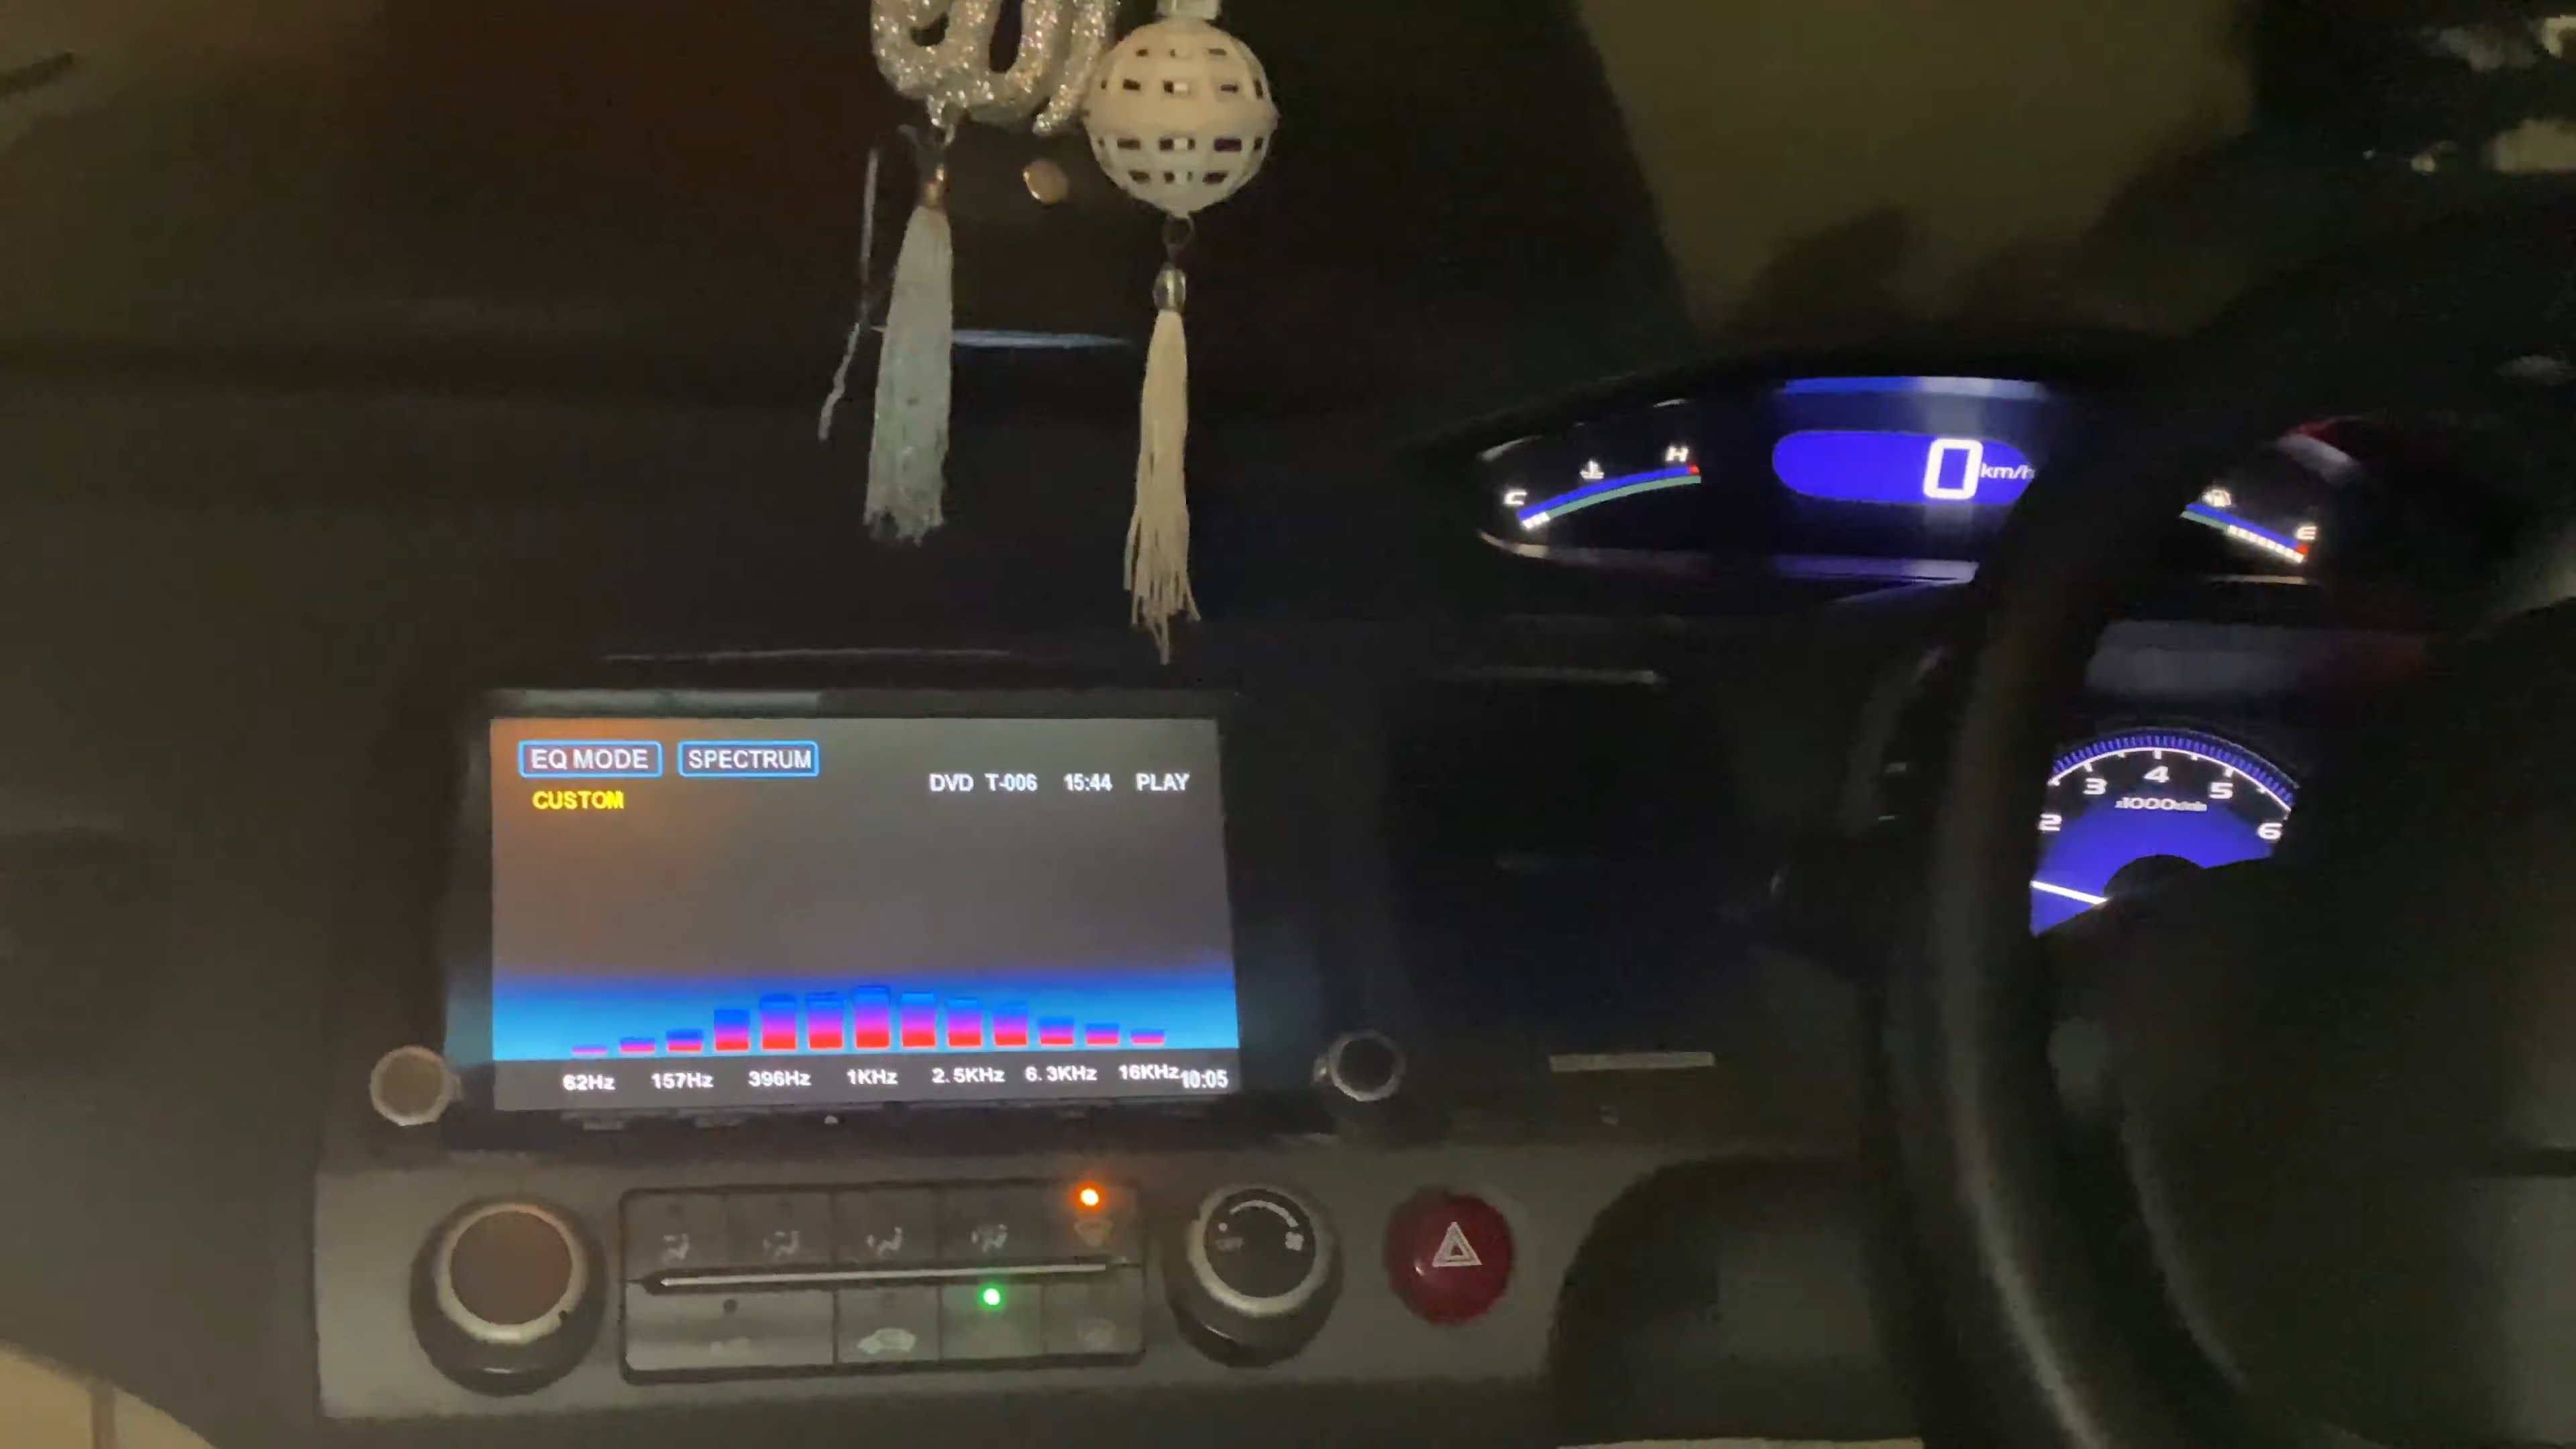 EQ MODE SPECTRUM
CUSTOM
DVD T-006 15:44 PLAY
62Hz 157Hz 396Hz 1KHz 2.5KHz 6.3KHz 16KHz 10:05
H
C
0 km/h
E
2 3 4 5 6
OFF